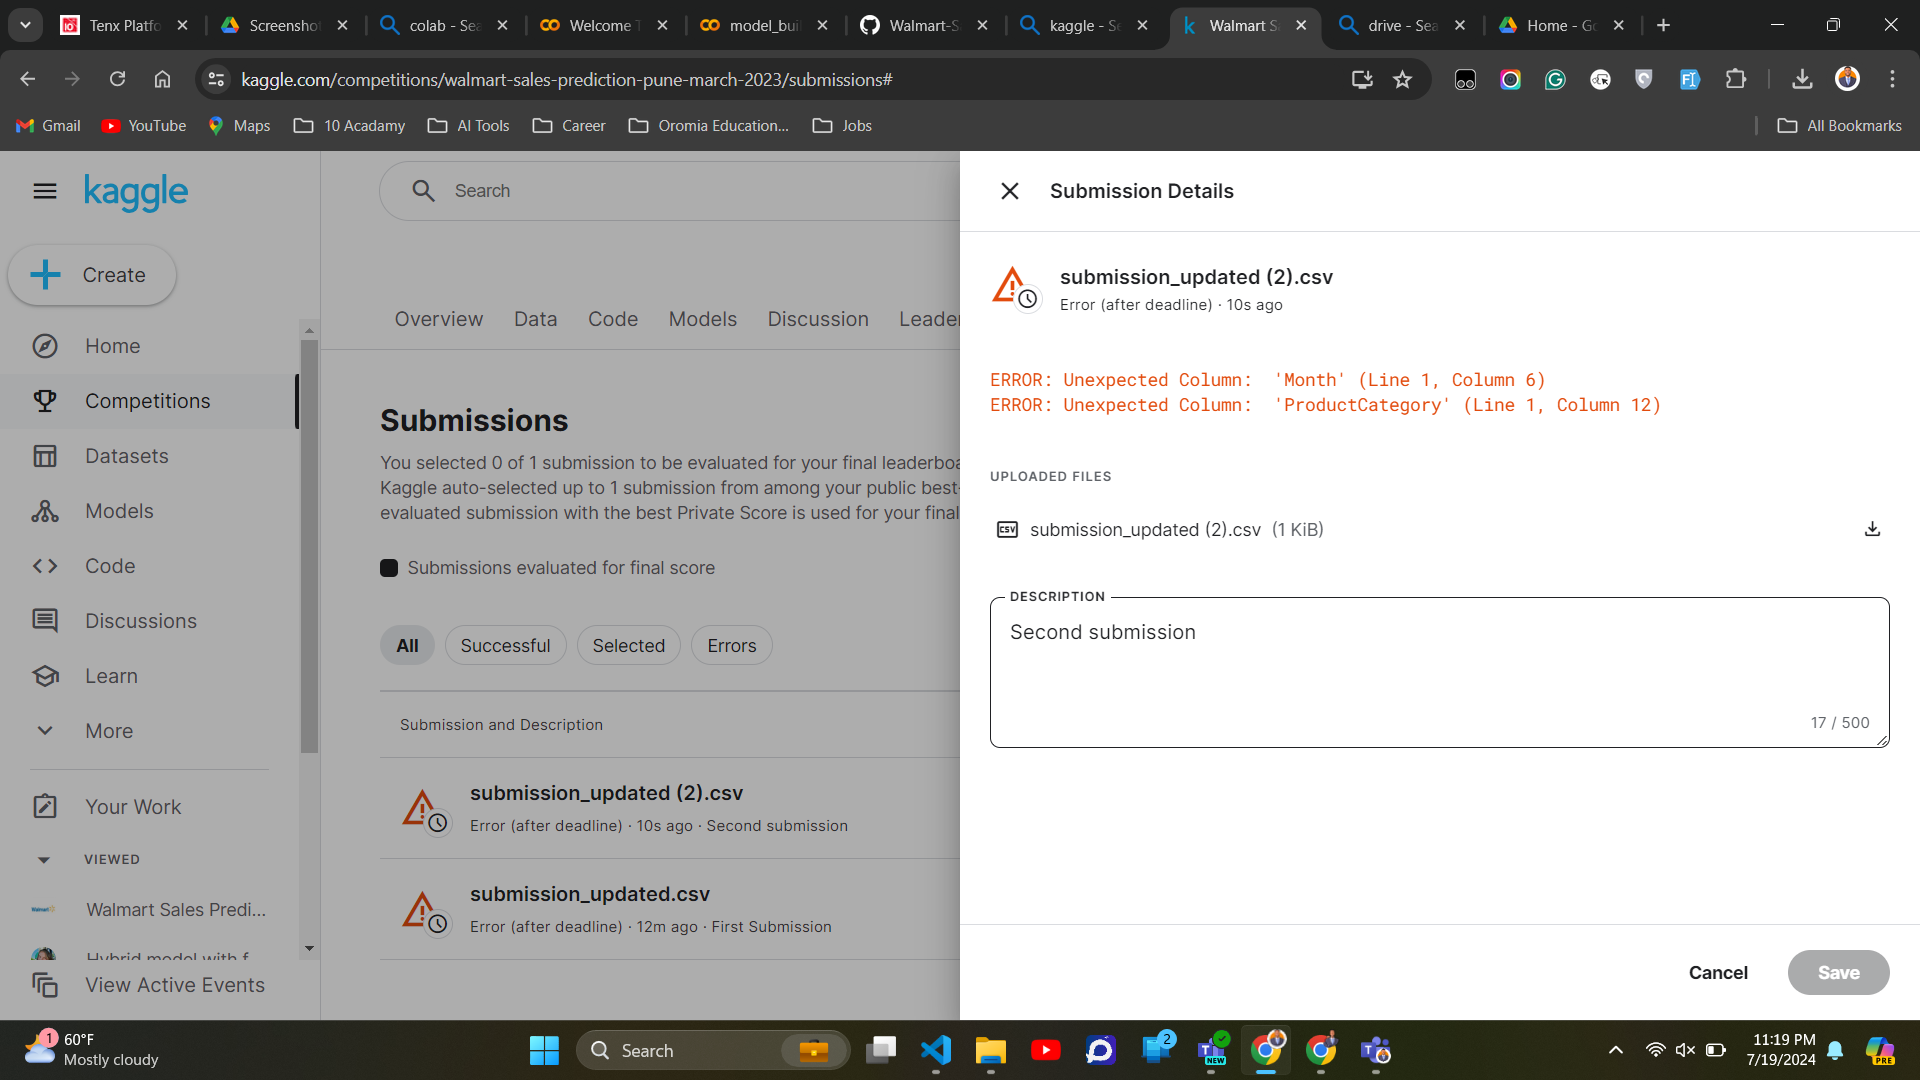 Tenx Platfo
Screenshot
colab - Sea
Welcome T
model_buil
Walmart-S
kaggle - Se
Walmart Sa
drive - Sea
Home - Go
kaggle.com/competitions/walmart-sales-prediction-pune-march-2023/submissions#
Gmail
YouTube
Maps
10 Acadamy
AI Tools
Career
Oromia Education...
Jobs
All Bookmarks
kaggle
Search
Create
Home
Competitions
Datasets
Models
Code
Discussions
Learn
More
Your Work
VIEWED
Walmart Sales Predi...
Hybrid model with f
View Active Events
Overview
Data
Code
Models
Discussion
Leader
Submissions
You selected 0 of 1 submission to be evaluated for your final leaderboa
Kaggle auto-selected up to 1 submission from among your public best-
evaluated submission with the best Private Score is used for your final
Submissions evaluated for final score
All
Successful
Selected
Errors
Submission and Description
submission_updated (2).csv
Error (after deadline) · 10s ago · Second submission
submission_updated.csv
Error (after deadline) · 12m ago · First Submission
Submission Details
submission_updated (2).csv
Error (after deadline) · 10s ago
ERROR: Unexpected Column: 'Month' (Line 1, Column 6)
ERROR: Unexpected Column: 'ProductCategory' (Line 1, Column 12)
UPLOADED FILES
submission_updated (2).csv (1 KiB)
DESCRIPTION
Second submission
17 / 500
Cancel
Save
1
60°F
Mostly cloudy
Search
2
NEW
11:19 PM
7/19/2024
PRE